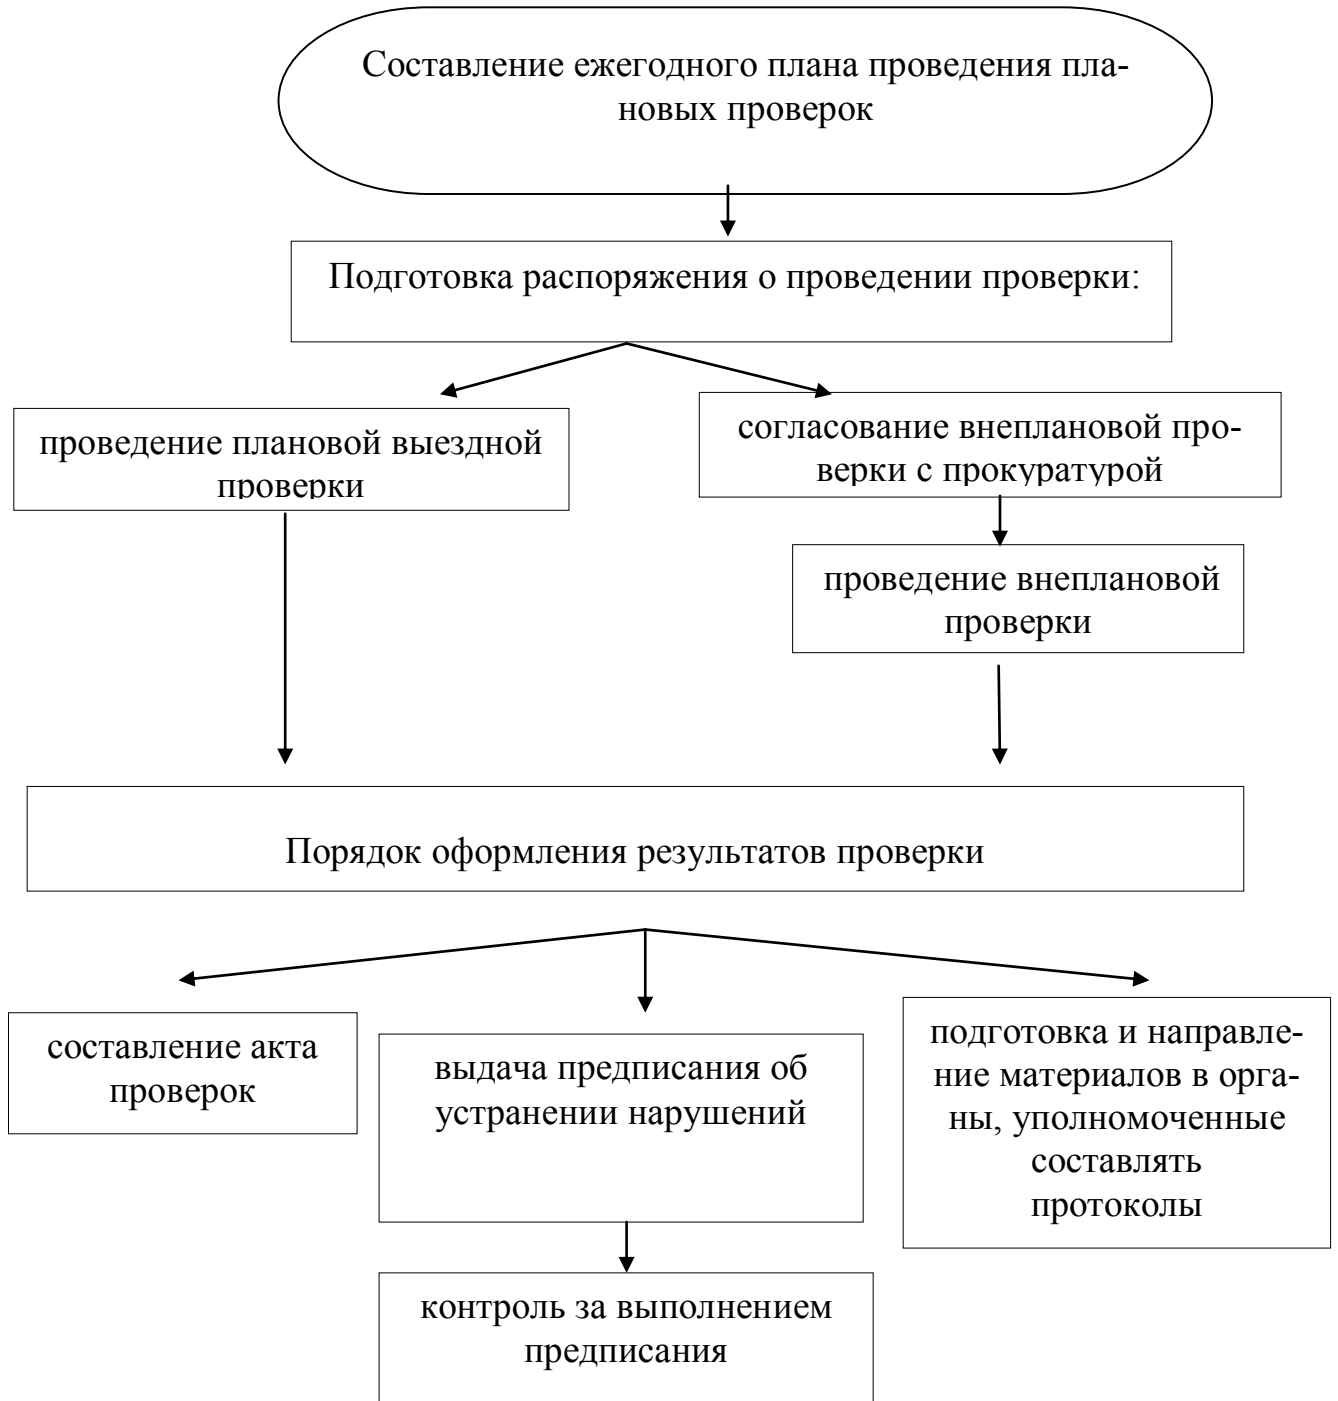 Составление ежегодного плана проведения пла-
новых проверок
Подготовка распоряжения о проведении проверки:
проведение плановой выездной
проверки
согласование внеплановой про-
верки с прокуратурой
проведение внеплановой
проверки
Порядок оформления результатов проверки
составление акта
проверок
выдача предписания об
устранении нарушений
подготовка и направле-
ние материалов в орга-
ны, уполномоченные
составлять
протоколы
контроль за выполнением
предписания